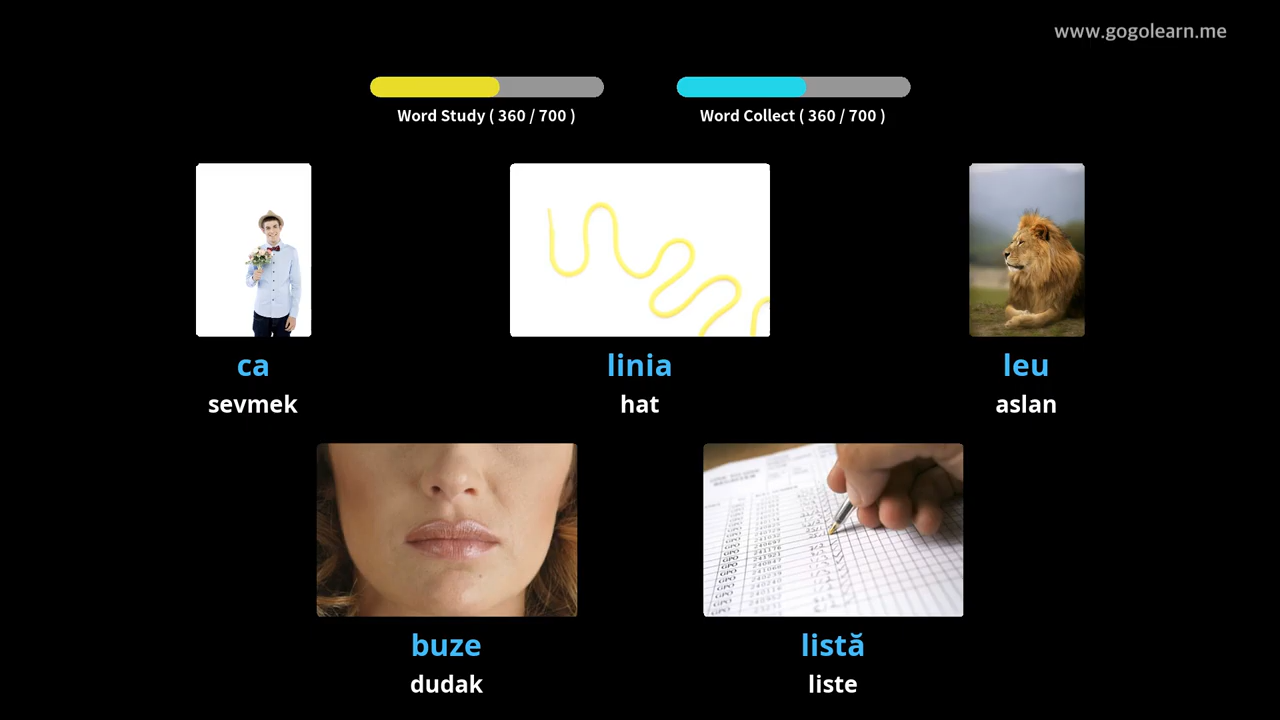 www.gogolearn.me
Word Study ( 360 / 700 )
Word Collect ( 360 / 700 )
ca
sevmek
linia
hat
leu
aslan
buze
dudak
listă
liste